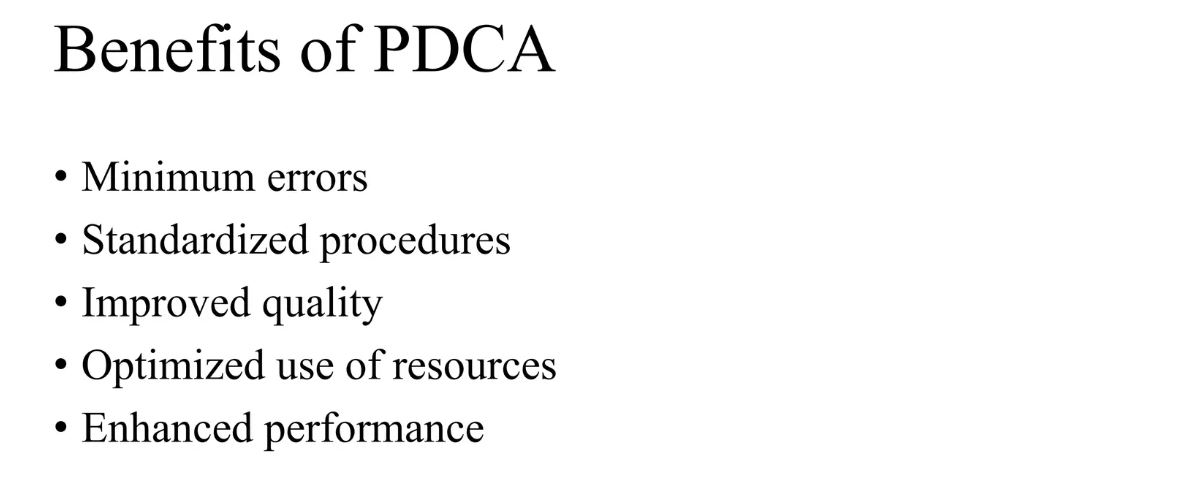 Benefits of PDCA
• Minimum errors
• Standardized procedures
• Improved quality
• Optimized use of resources
• Enhanced performance